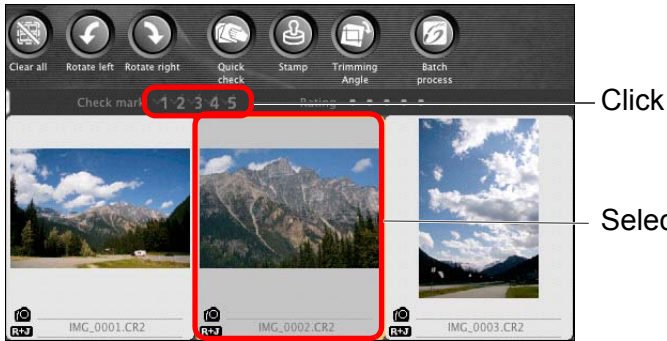 Clear all Rotate left Rotate right Quick check Stamp Trimming Angle Batch process
Check mark 1 2 3 4 5 Rating
Click
Selec
R+J IMG_0001.CR2 R+J IMG_0002.CR2 R+J IMG_0003.CR2